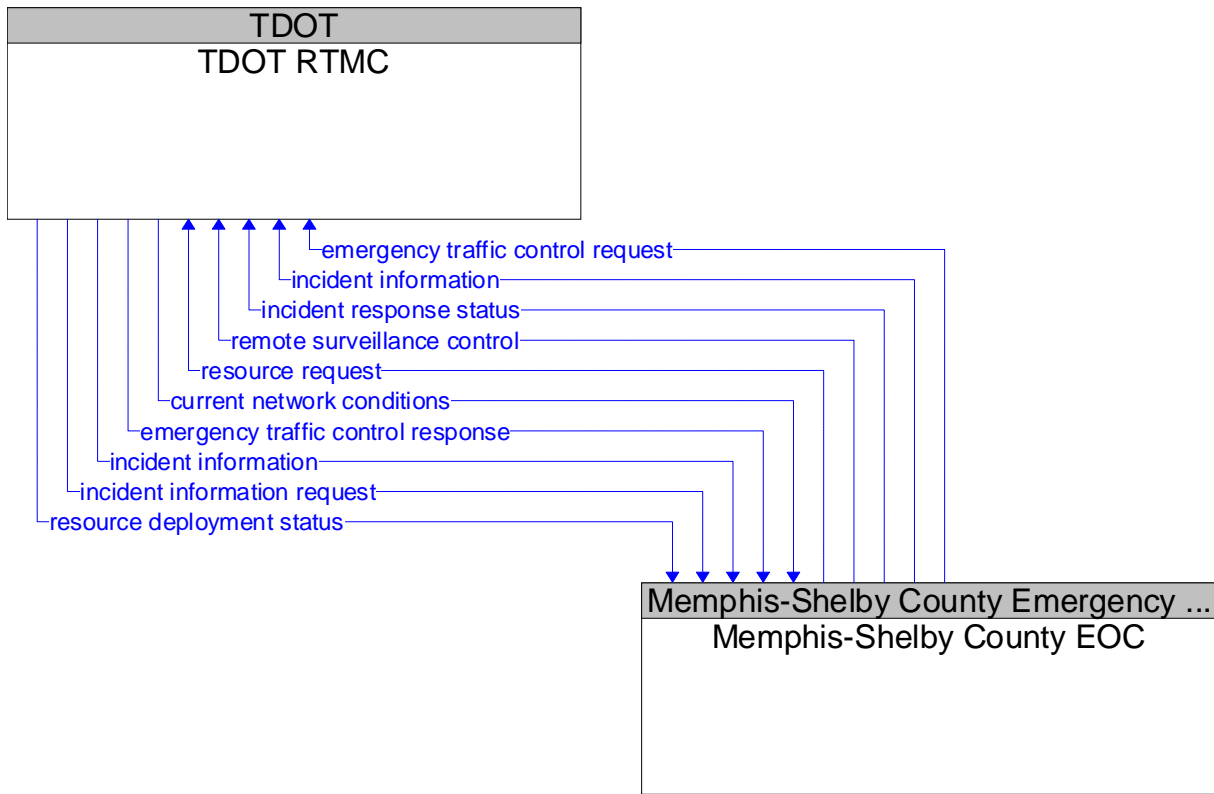 TDOT
TDOT RTMC
emergency traffic control request
incident information
incident response status
remote surveillance control
resource request
current network conditions
emergency traffic control response
incident information
incident information request
resource deployment status
Memphis-Shelby County Emergency ...
Memphis-Shelby County EOC